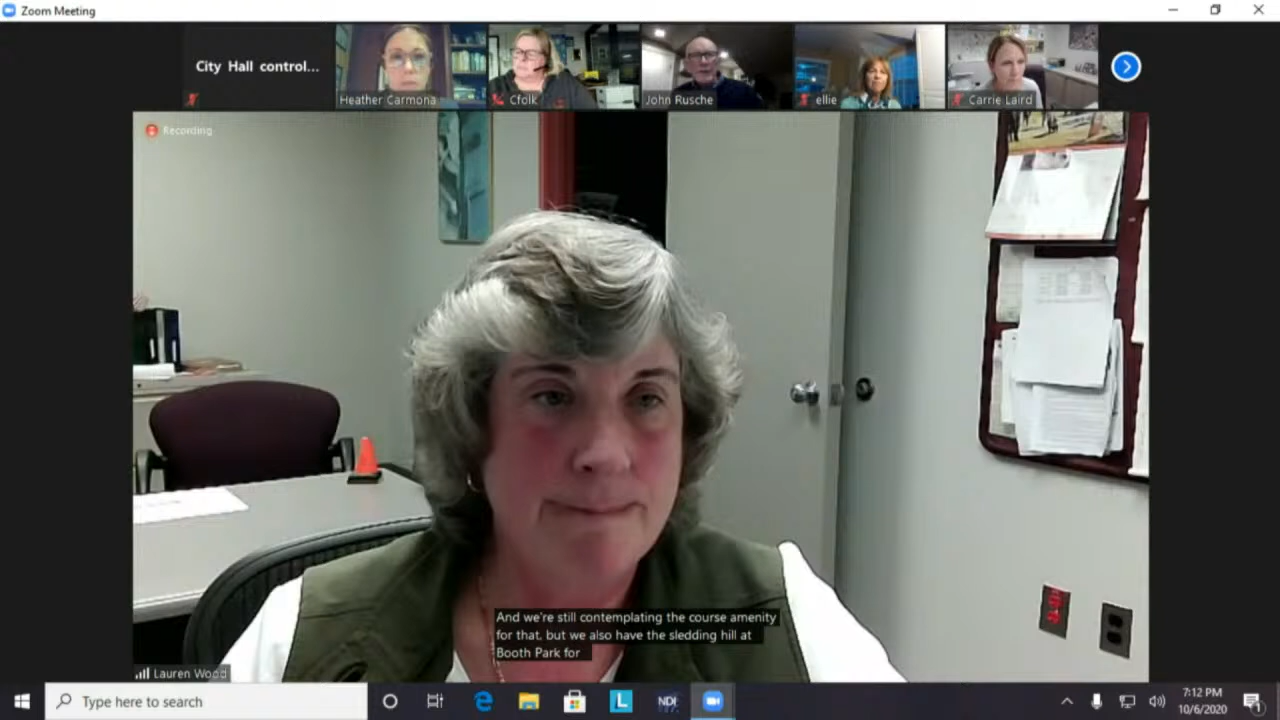 Zoom Meeting
City Hall control...
Heather Carmona
Cfolk
John Rusche
ellie
Carrie Laird
Recording
And we're still contemplating the course amenity
for that, but we also have the sledding hill at
Booth Park for
Lauren Wood
Type here to search
L
NDI
7:12 PM
10/6/2020
1